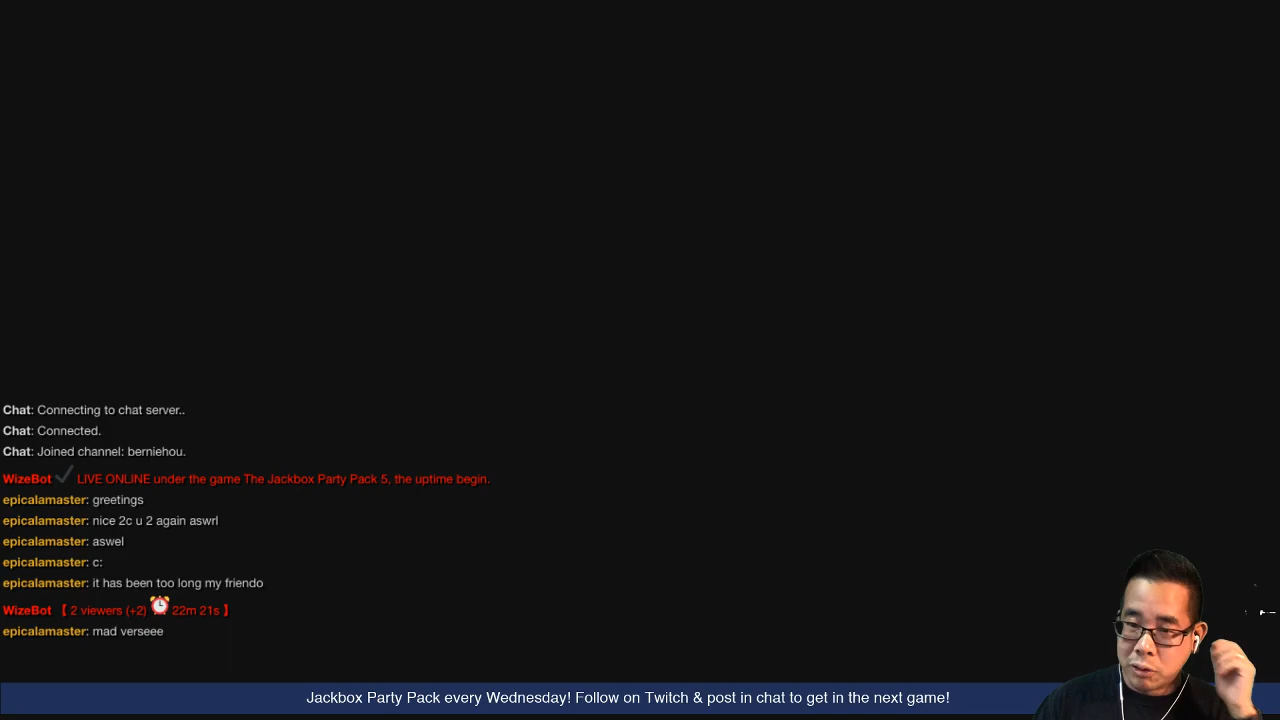 Chat: Connecting to chat server..
Chat: Connected.
Chat: Joined channel: berniehou.
WizeBot LIVE ONLINE under the game The Jackbox Party Pack 5, the uptime begin.
epicalamaster: greetings
epicalamaster: nice 2c u 2 again aswrl
epicalamaster: aswel
epicalamaster: c:
epicalamaster: it has been too long my friendo
WizeBot 【 2 viewers (+2) 22m 21s 】
epicalamaster: mad verseee
Jackbox Party Pack every Wednesday! Follow on Twitch & post in chat to get in the next game!